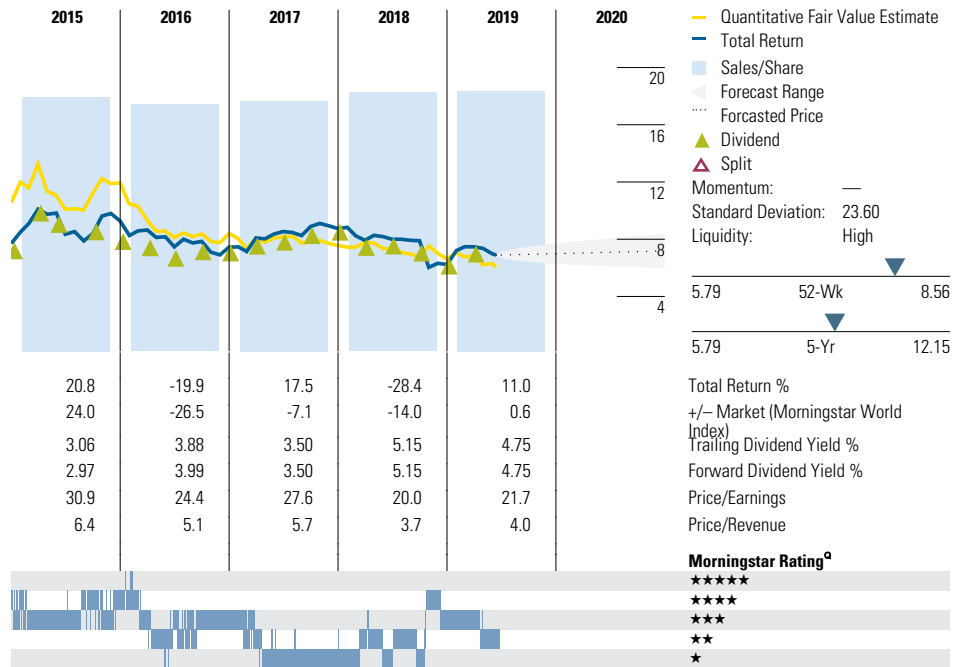 2015 2016 2017 2018 2019 2020
Quantitative Fair Value Estimate
Total Return
Sales/Share
Forecast Range
Forcasted Price
Dividend
Split
Momentum: —
Standard Deviation: 23.60
Liquidity: High
20
16
12
8
4
5.79 52-Wk 8.56
5.79 5-Yr 12.15
20.8 -19.9 17.5 -28.4 11.0 Total Return %
24.0 -26.5 -7.1 -14.0 0.6 +/– Market (Morningstar World
Index)
3.06 3.88 3.50 5.15 4.75 Trailing Dividend Yield %
2.97 3.99 3.50 5.15 4.75 Forward Dividend Yield %
30.9 24.4 27.6 20.0 21.7 Price/Earnings
6.4 5.1 5.7 3.7 4.0 Price/Revenue
Morningstar RatingQ
★★★★★
★★★★
★★★
★★
★